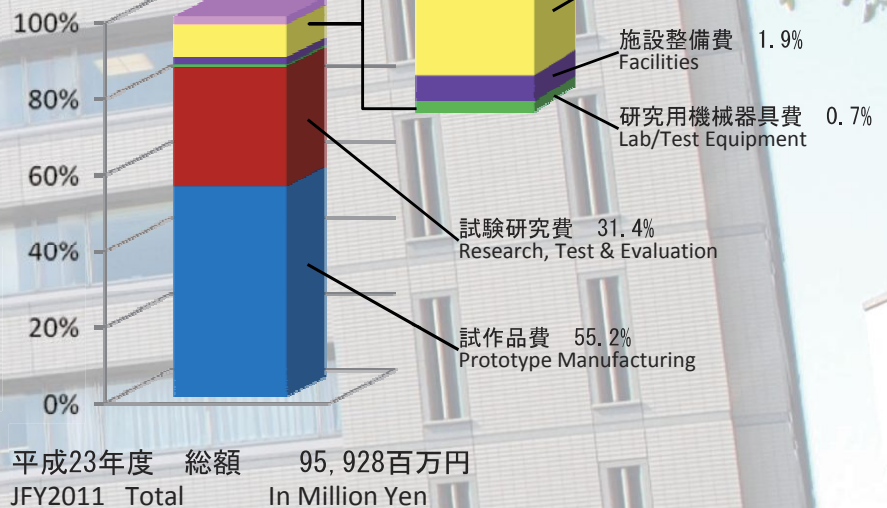 100%
80%
60%
40%
20%
0%
施設整備費 1.9%
Facilities
研究用機械器具費 0.7%
Lab/Test Equipment
試験研究費 31.4%
Research, Test & Evaluation
試作品費 55.2%
Prototype Manufacturing
平成23年度 総額 95,928百万円
JFY2011 Total In Million Yen